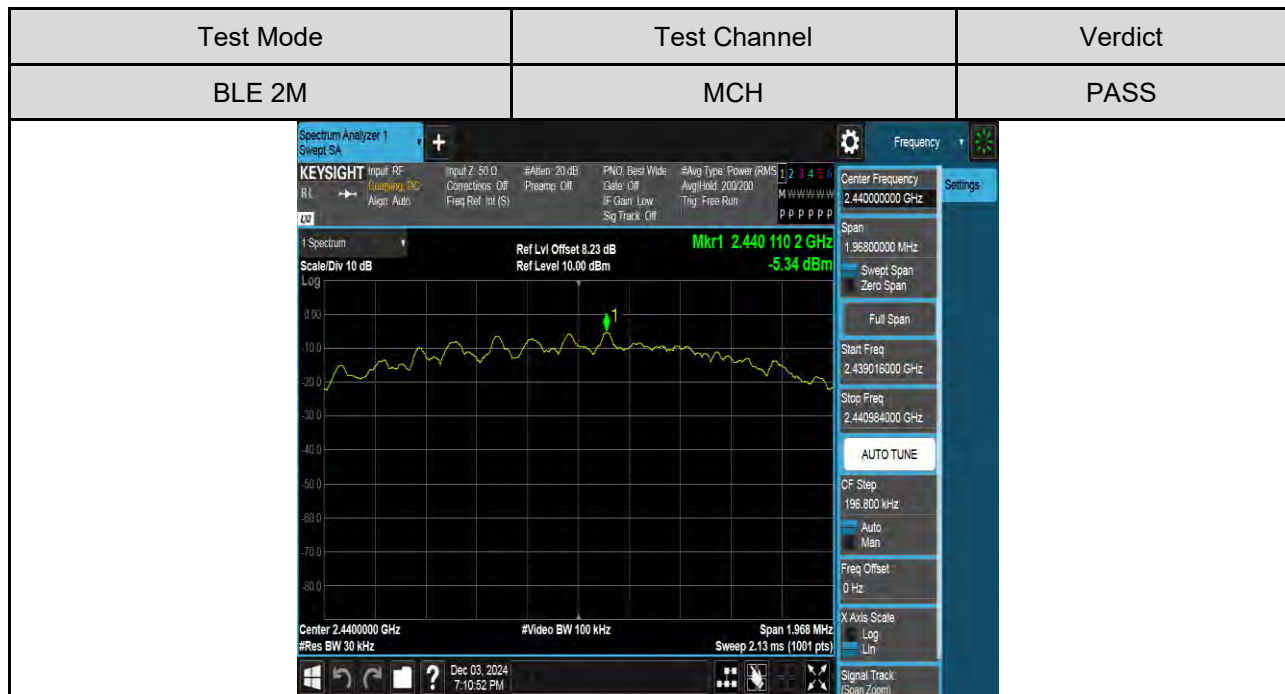 Test Mode Test Channel Verdict
BLE 2M MCH PASS
Spectrum Analyzer 1
Swept SA
+
Frequency
KEYSIGHT
RL
LXI
Input: RF
Coupling: DC
Align: Auto
Input Z: 50 Ω
Corrections: Off
Freq Ref: Int (S)
#Atten: 20 dB
Preamp: Off
PNO: Best Wide
Gate: Off
IF Gain: Low
Sig Track: Off
#Avg Type: Power (RMS
Avg|Hold: 200/200
Trig: Free Run
1 2 3 4 5 6
M W W W W W
P P P P P P
Settings
1 Spectrum
Scale/Div 10 dB
Log
Ref Lvl Offset 8.23 dB
Ref Level 10.00 dBm
Mkr1 2.440 110 2 GHz
-5.34 dBm
1
0.00
-10.0
-20.0
-30.0
-40.0
-50.0
-60.0
-70.0
-80.0
Center 2.4400000 GHz
#Res BW 30 kHz
#Video BW 100 kHz
Span 1.968 MHz
Sweep 2.13 ms (1001 pts)
Center Frequency
2.440000000 GHz
Span
1.96800000 MHz
Swept Span
Zero Span
Full Span
Start Freq
2.439016000 GHz
Stop Freq
2.440984000 GHz
AUTO TUNE
CF Step
196.800 kHz
Auto
Man
Freq Offset
0 Hz
X Axis Scale
Log
Lin
Signal Track
(Span Zoom)
?
Dec 03, 2024
7:10:52 PM